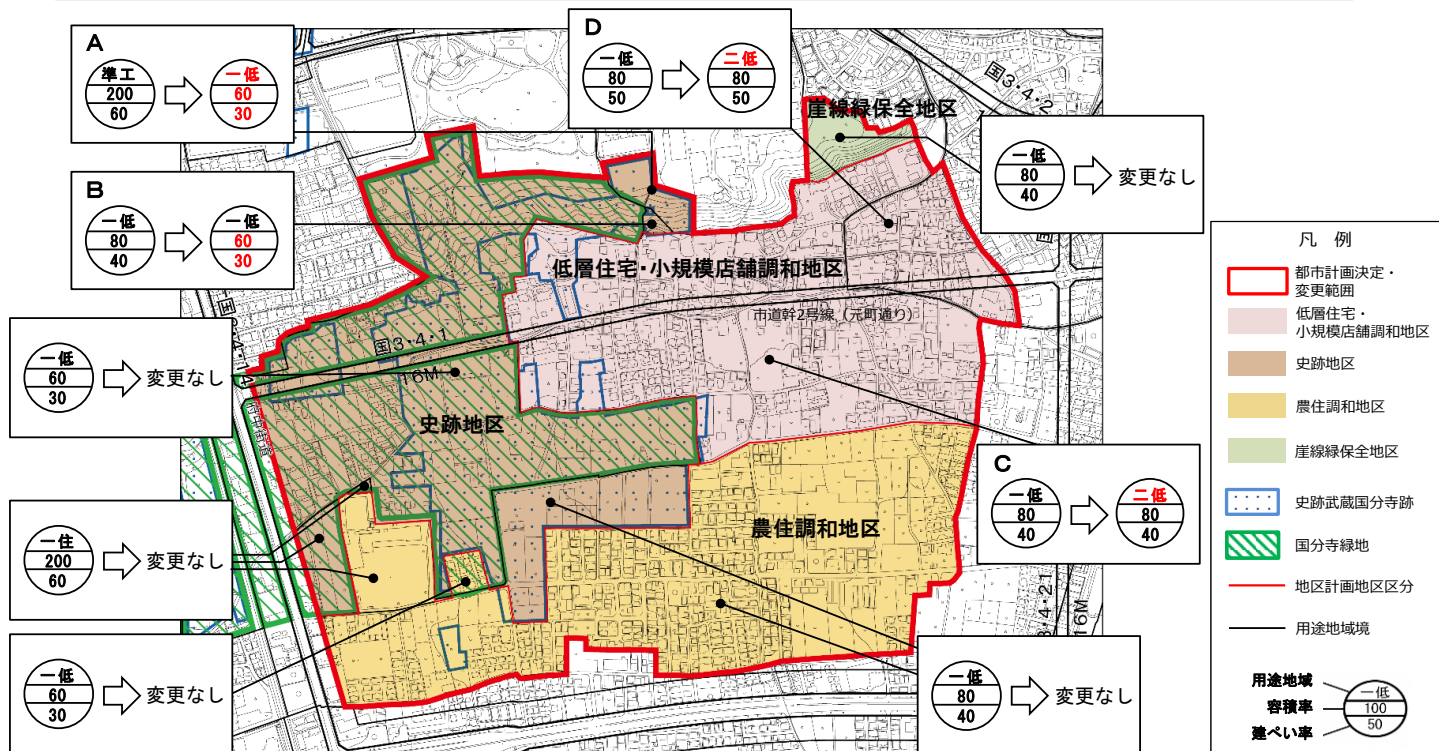 A
準工
200
60
一低
60
30
D
一低
80
50
二低
80
50
国3・4・2
崖線緑保全地区
一低
80
40
変更なし
B
一低
80
40
一低
60
30
低層住宅・小規模店舗調和地区
市道幹2号線（元町通り）
国3・4・1
16M
府中街道
一低
60
30
変更なし
史跡地区
農住調和地区
C
一低
80
40
二低
80
40
一住
200
60
変更なし
一低
60
30
変更なし
一低
80
40
変更なし
3・4・2.1
16M
凡 例
都市計画決定・
変更範囲
低層住宅・
小規模店舗調和地区
史跡地区
農住調和地区
崖線緑保全地区
史跡武蔵国分寺跡
国分寺緑地
地区計画地区区分
用途地域境
用途地域
容積率
建ぺい率
一低
100
50